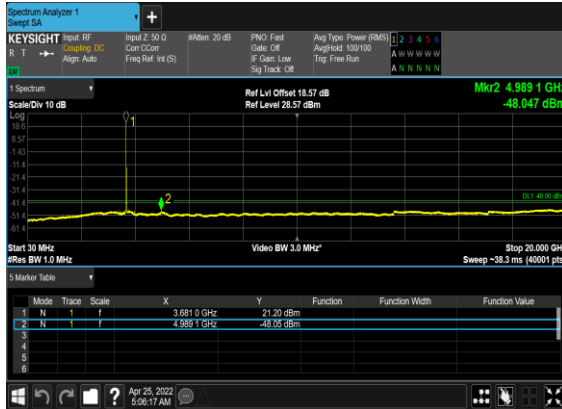 Spectrum Analyzer 1
Swept SA
+
KEYSIGHT Input: RF Input Z: 50 Ω #Atten: 20 dB PNO: Fast Avg Type: Power (RMS) 1 2 3 4 5 6
R T Coupling: DC Corr CCorr Gate: Off Avg|Hold: 100/100 A W W W W W
Align: Auto Freq Ref: Int (S) IF Gain: Low Trig: Free Run
LU Sig Track: Off A N N N N N
1 Spectrum Ref Lvl Offset 18.57 dB Mkr2 4.989 1 GHz
Scale/Div 10 dB Ref Level 28.57 dBm -48.047 dBm
Log
18.6
8.57
-1.43
-11.4
-21.4
-31.4
-41.4
-51.4
-61.4
1
2
DL1 -40.00 dBm
Start 30 MHz Video BW 3.0 MHz* Stop 20.000 GHz
#Res BW 1.0 MHz Sweep ~38.3 ms (40001 pts)
5 Marker Table
Mode Trace Scale X Y Function Function Width Function Value
1 N 1 f 3.681 0 GHz 21.20 dBm
2 N 1 f 4.989 1 GHz -48.05 dBm
3
4
5
6
? Apr 25, 2022
5:06:17 AM